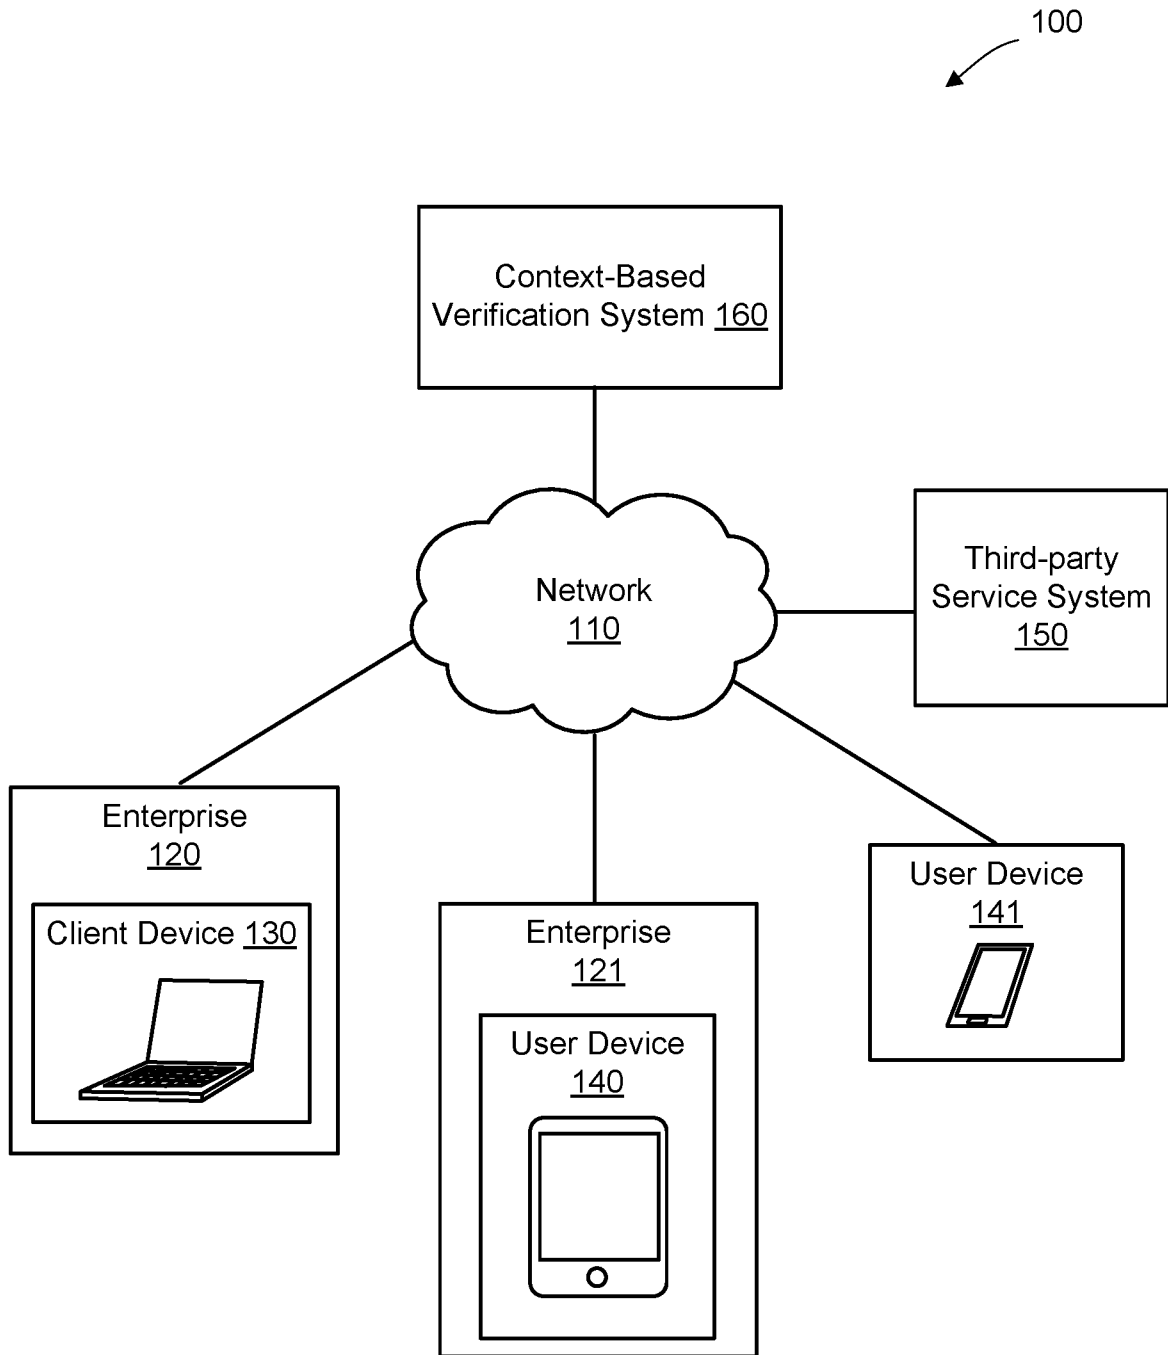 100
Context-Based
Verification System 160
Network
110
Third-party
Service System
150
Enterprise
120
Client Device 130
Enterprise
121
User Device
140
User Device
141